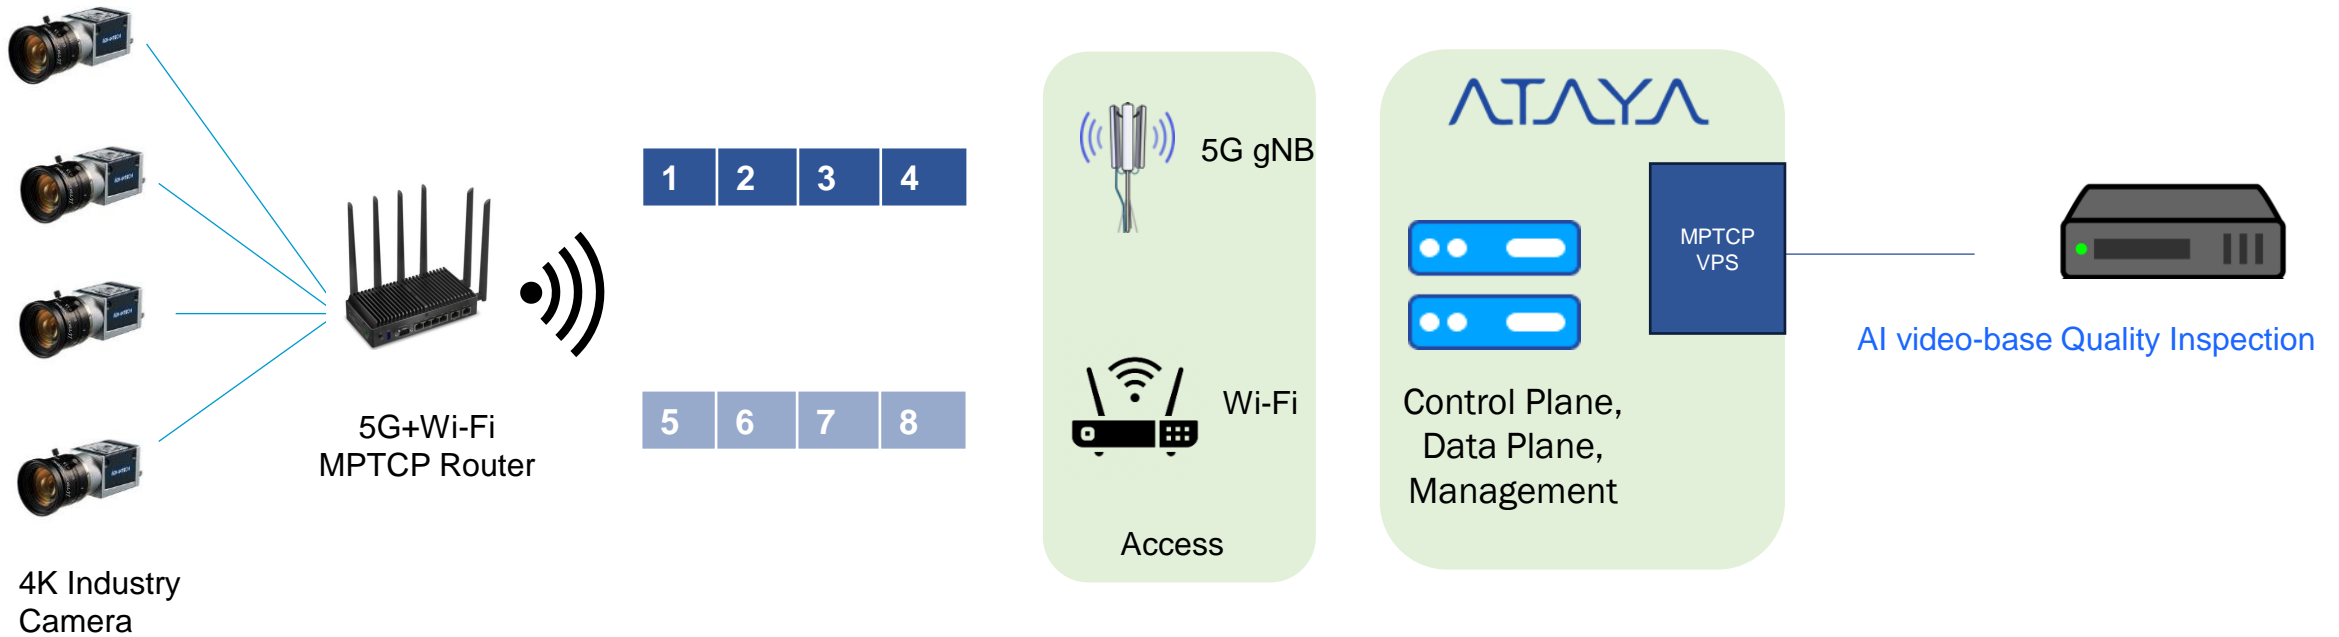 4K Industry
Camera
5G+Wi-Fi
MPTCP Router
1 2 3 4
5 6 7 8
5G gNB
Wi-Fi
Access
ATAYA
MPTCP
VPS
Control Plane,
Data Plane,
Management
AI video-base Quality Inspection